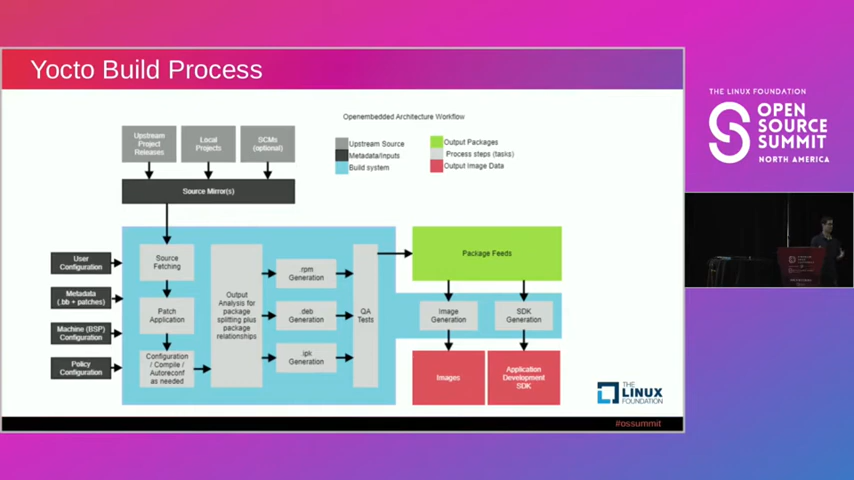 Yocto Build Process
THE LINUX FOUNDATION
OPEN
SOURCE
SUMMIT
NORTH AMERICA
Openembedded Architecture Workflow
Upstream Source
Metadata/Inputs
Build system
Output Packages
Process steps (tasks)
Output Image Data
Upstream
Project
Releases
Local
Projects
SCMs
(optional)
Source Mirror(s)
User
Configuration
Metadata
(.bb + patches)
Machine (BSP)
Configuration
Policy
Configuration
Source
Fetching
Patch
Application
Configuration
/ Compile /
Autoreconf
as needed
Output
Analysis for
package
splitting plus
package
relationships
.rpm
Generation
.deb
Generation
.ipk
Generation
QA
Tests
Package Feeds
Image
Generation
SDK
Generation
Images
Application
Development
SDK
THE
LINUX
FOUNDATION
#ossummit